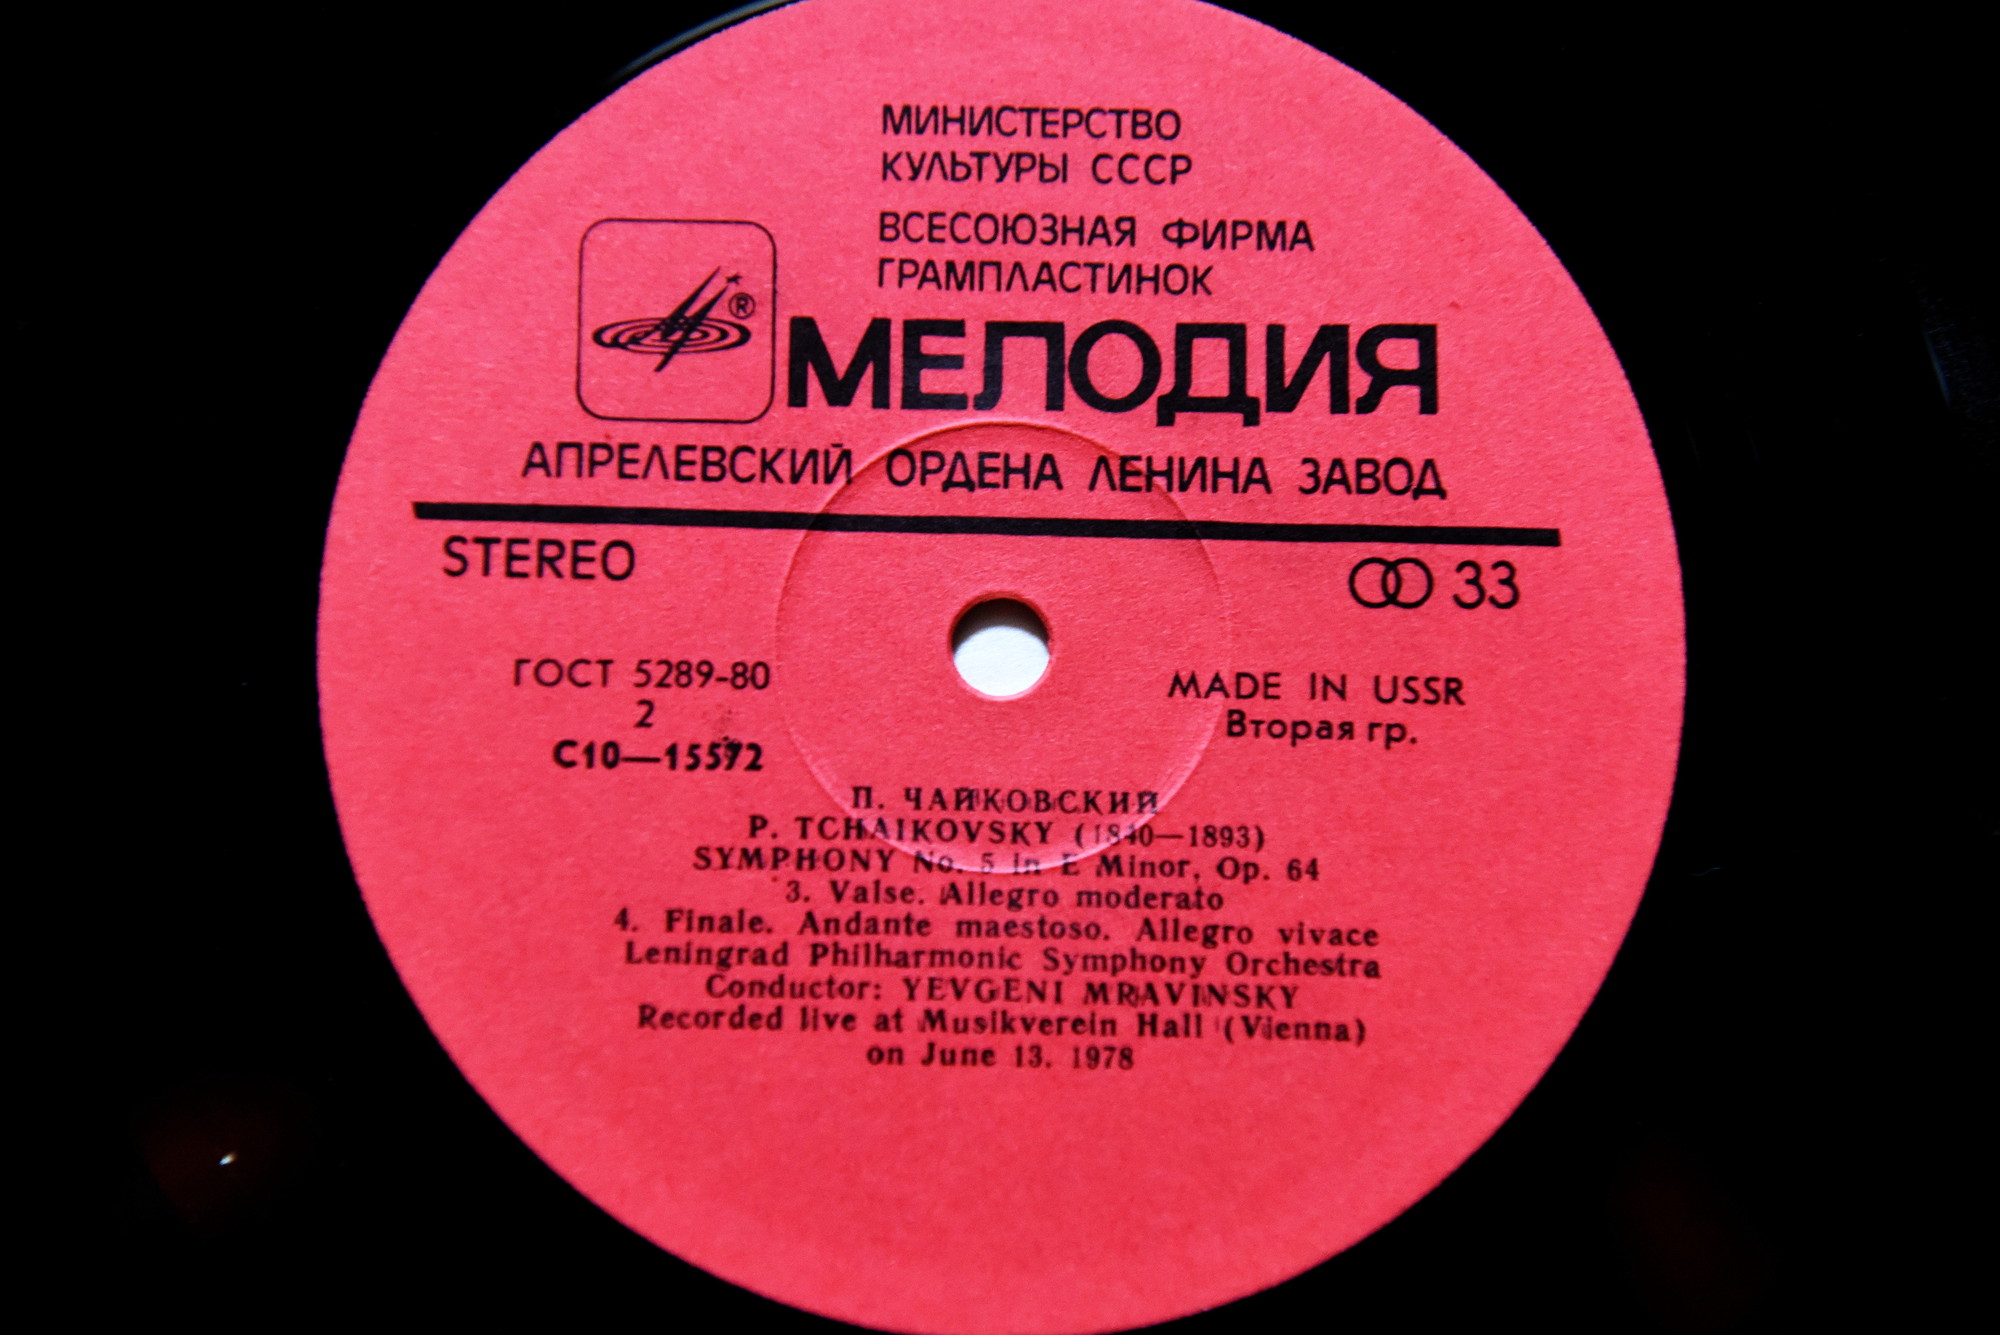 МИНИСТЕРСТВО
КУЛЬТУРЫ СССР
ВСЕСОЮЗНАЯ ФИРМА
ГРАМПЛАСТИНОК
®
МЕЛОДИЯ
АПРЕЛЕВСКИЙ ОРДЕНА ЛЕНИНА ЗАВОД
STEREO
33
ГОСТ 5289-80
2
С10—15572
MADE IN USSR
Вторая гр.
П. ЧАЙКОВСКИЙ
P. TCHAIKOVSKY (1840—1893)
SYMPHONY No. 5 in E Minor, Op. 64
3. Valse. Allegro moderato
4. Finale. Andante maestoso. Allegro vivace
Leningrad Philharmonic Symphony Orchestra
Conductor: YEVGENI MRAVINSKY
Recorded live at Musikverein Hall (Vienna)
on June 13, 1978